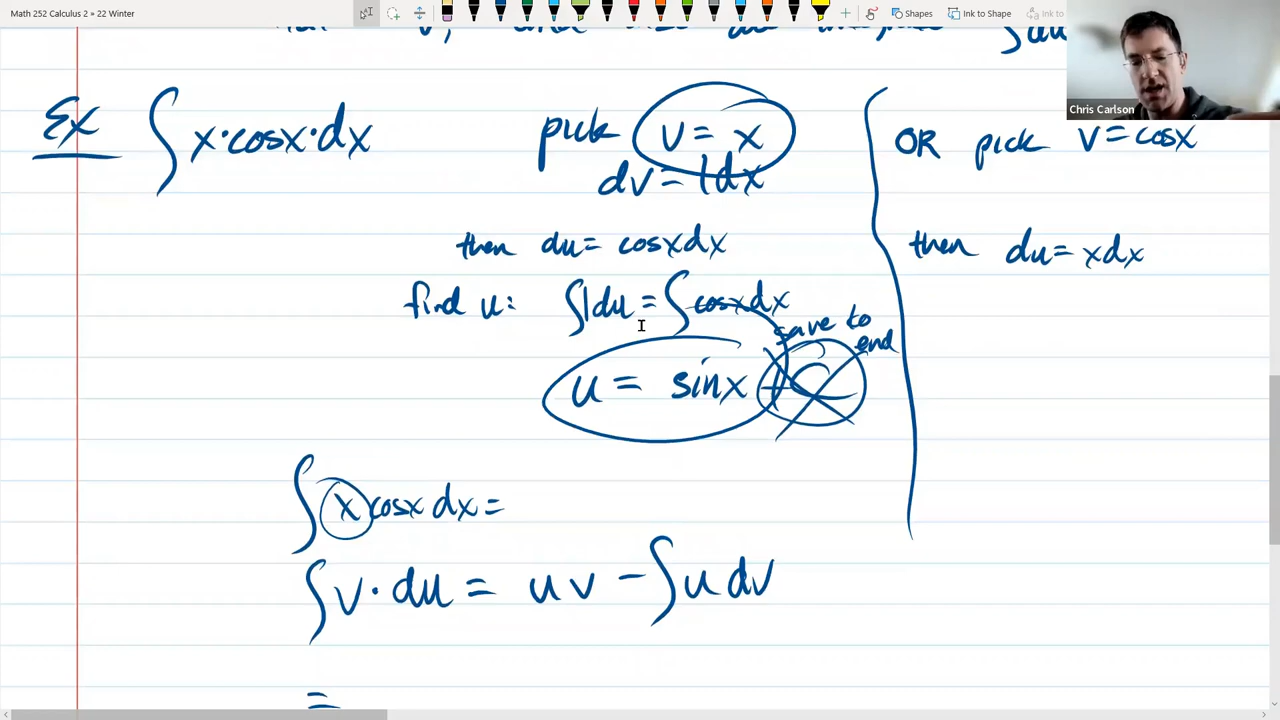 Math 252 Calculus 2 » 22 Winter
Shapes
Ink to Shape
Ink to
Chris Carlson
Ex ∫ x·cosx·dx
pick v = x
dv = 1dx
then du = cosxdx
find u: ∫1du = ∫cosxdx
save to
end
u = sinx + C
OR pick v = cosx
then du = xdx
∫ x cosx dx =
∫ v · du = uv - ∫ u dv
=